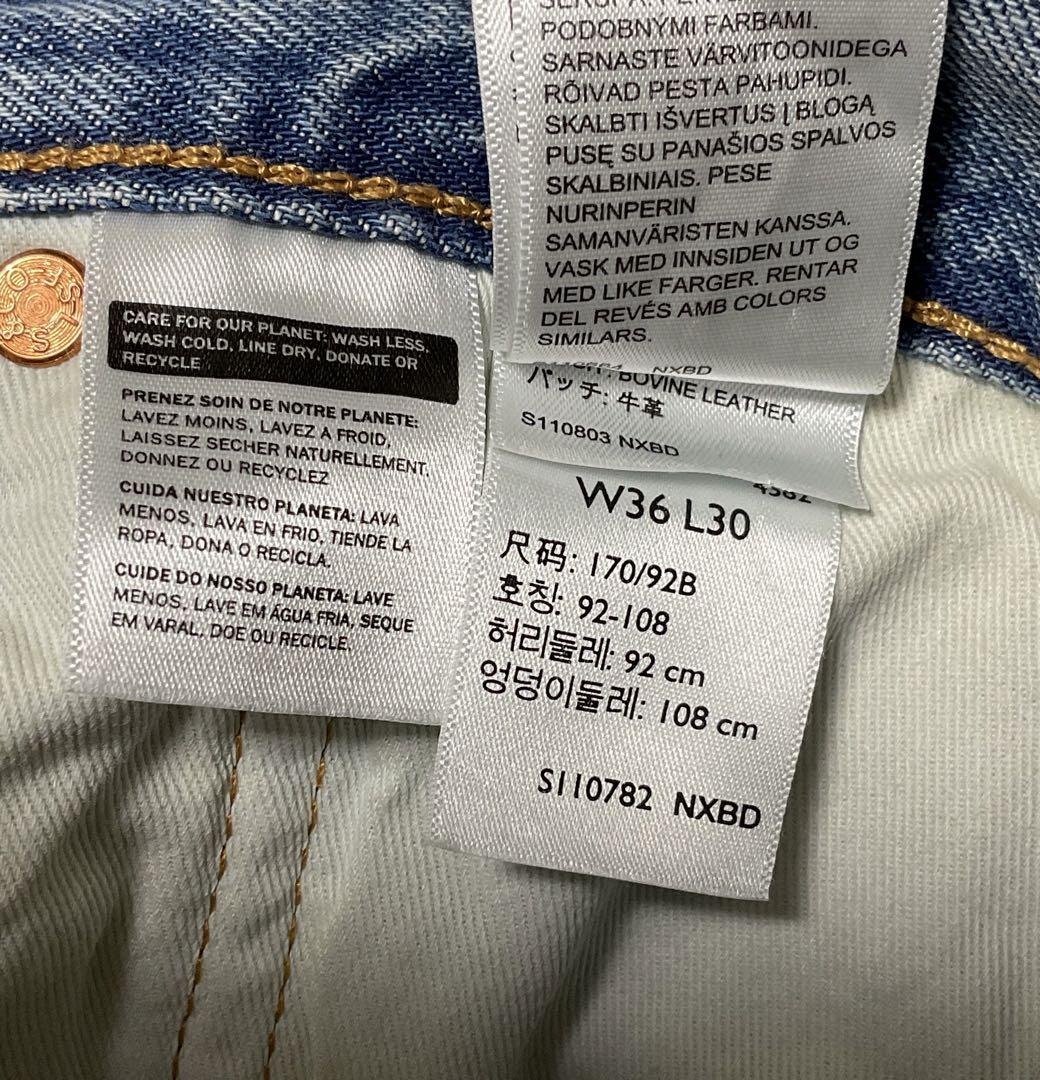 PODOBNYMI FARBAMI.
SARNASTE VÄRVITOONIDEGA
RÕIVAD PESTA PAHUPIDI.
SKALBTI IŠVERTUS Į BLOGĄ
PUSĘ SU PANAŠIOS SPALVOS
SKALBINIAIS. PESE
NURINPERIN
SAMANVÄRISTEN KANSSA.
VASK MED INNSIDEN UT OG
MED LIKE FARGER. RENTAR
DEL REVÉS AMB COLORS
SIMILARS.
NXBD
BOVINE LEATHER
パッチ: 牛革
S110803 NXBD
4562
W36 L30
尺码: 170/92B
호칭: 92-108
허리둘레: 92 cm
엉덩이둘레: 108 cm
S110782 NXBD
CARE FOR OUR PLANET: WASH LESS,
WASH COLD, LINE DRY, DONATE OR
RECYCLE
PRENEZ SOIN DE NOTRE PLANETE:
LAVEZ MOINS, LAVEZ A FROID,
LAISSEZ SECHER NATURELLEMENT,
DONNEZ OU RECYCLEZ
CUIDA NUESTRO PLANETA: LAVA
MENOS, LAVA EN FRIO, TIENDE LA
ROPA, DONA O RECICLA.
CUIDE DO NOSSO PLANETA: LAVE
MENOS, LAVE EM ÁGUA FRIA, SEQUE
EM VARAL, DOE OU RECICLE.